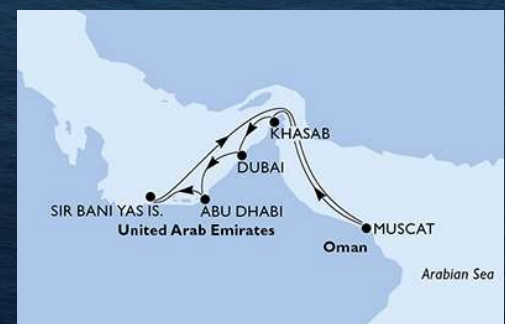 KHASAB
DUBAI
SIR BANI YAS IS.
ABU DHABI
United Arab Emirates
MUSCAT
Oman
Arabian Sea